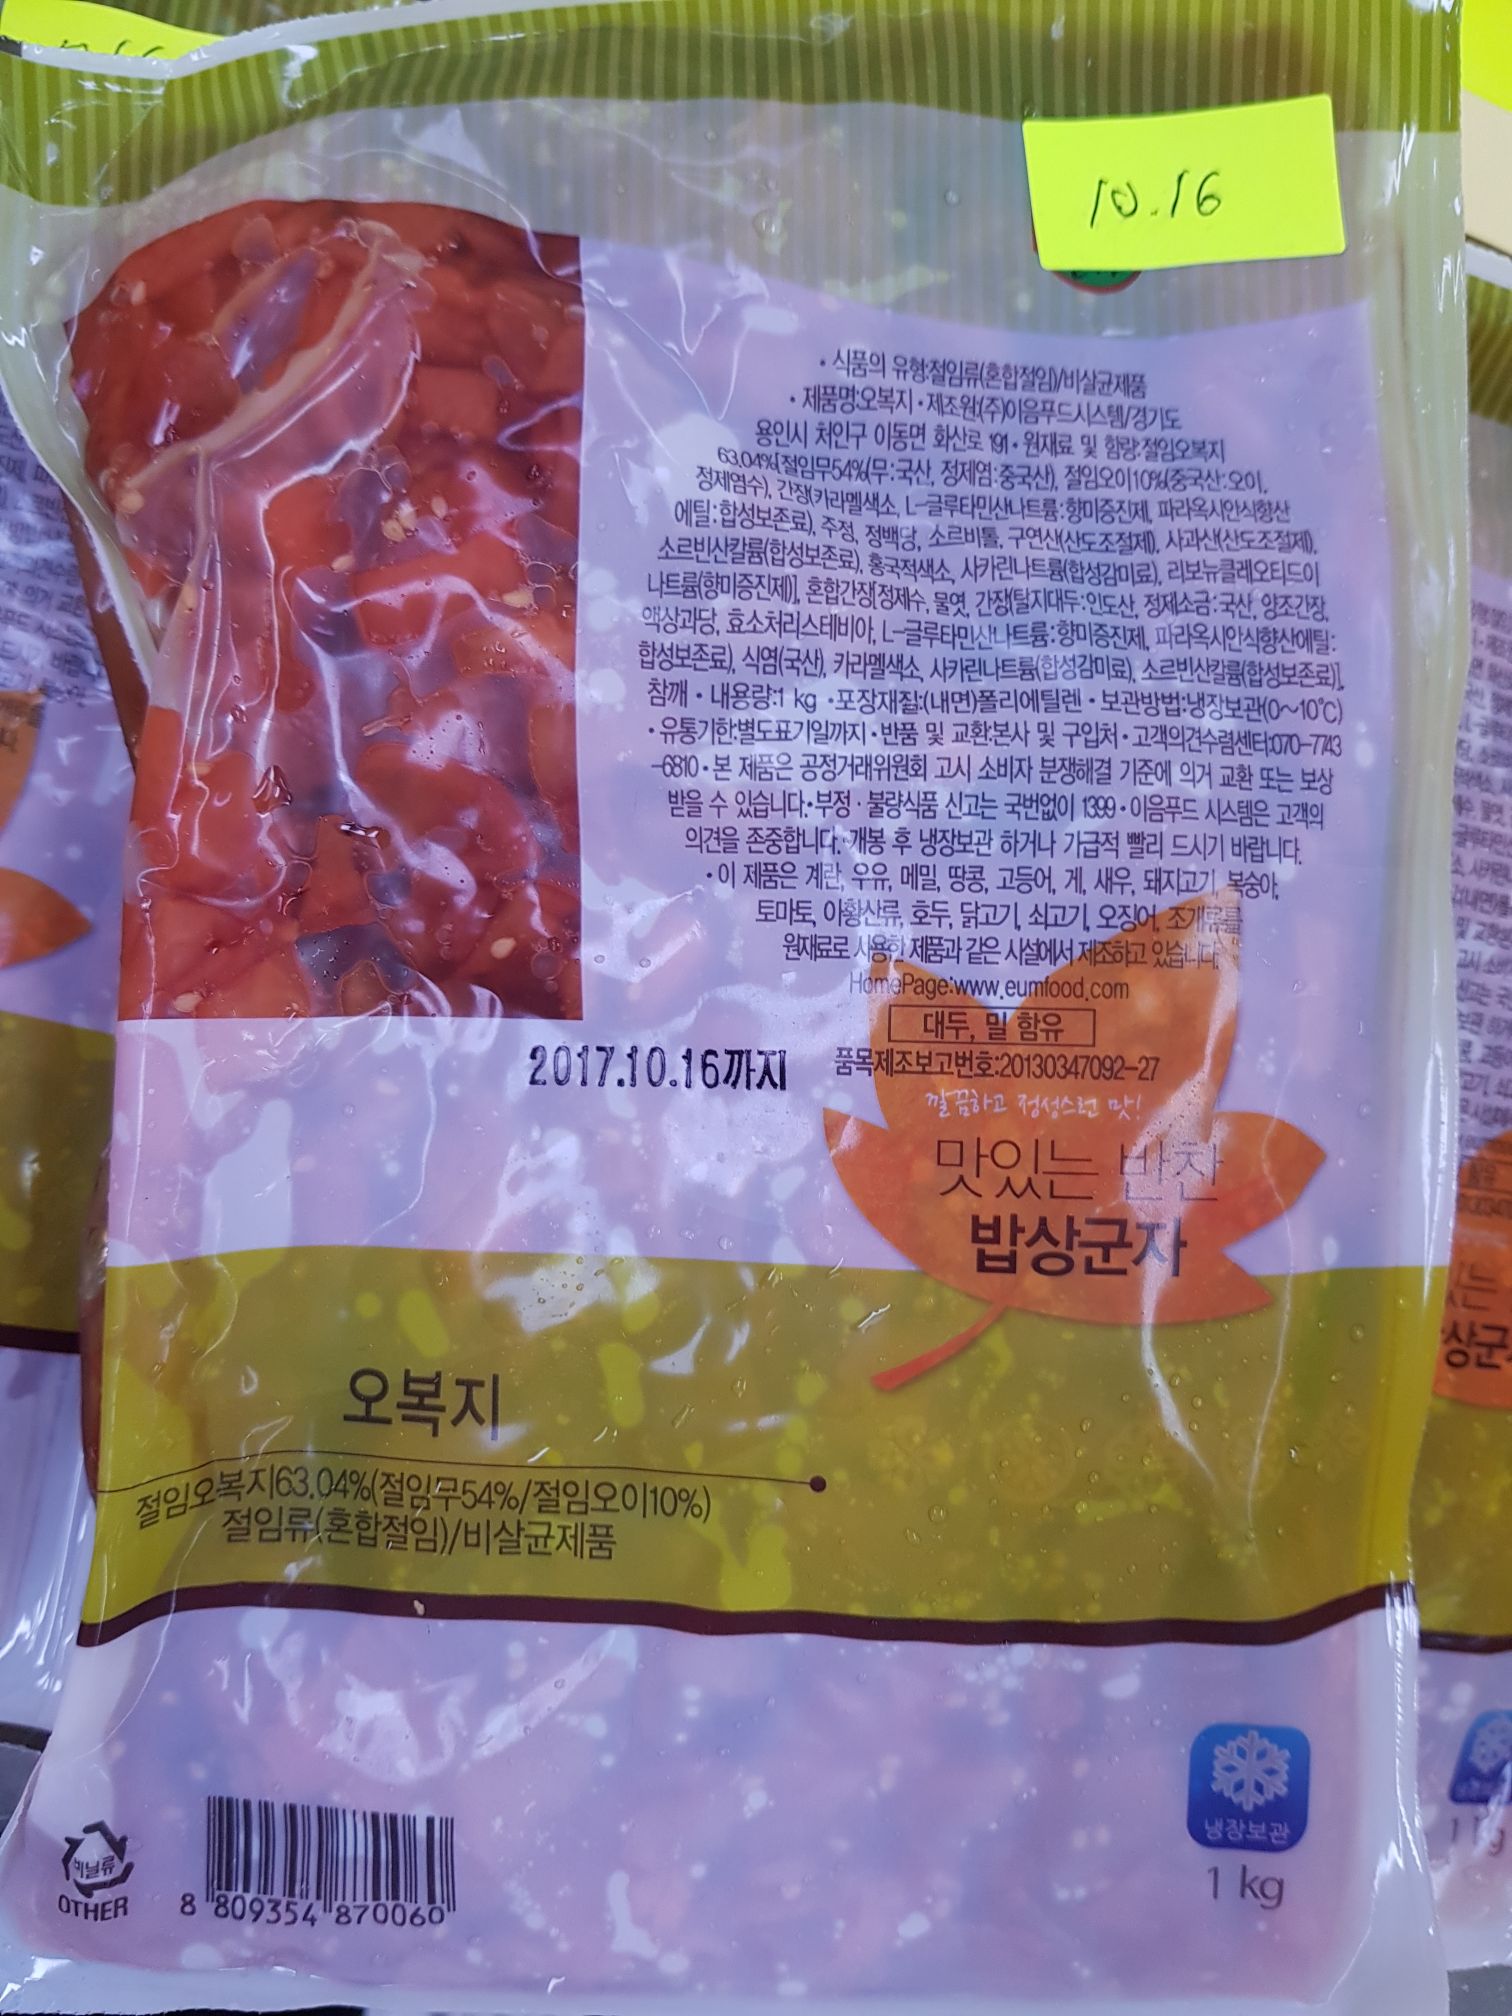 10.16
• 식품의 유형:절임류(혼합절임)/비살균제품
• 제품명:오복지 • 제조원:(주)이음푸드시스템/경기도
용인시 처인구 이동면 화산로 191 • 원재료 및 함량:절임오복지
63.04%[절임무54%(무:국산, 정제염:중국산), 절임오이10%(중국산:오이,
정제염수), 간장(카라멜색소, L-글루타민산나트륨:향미증진제, 파라옥시안식향산
에틸:합성보존료), 주정, 정백당, 소르비톨, 구연산(산도조절제), 사과산(산도조절제),
소르빈산칼륨(합성보존료), 홍국적색소, 사카린나트륨(합성감미료), 리보뉴클레오티드이
나트륨(향미증진제)], 혼합간장[정제수, 물엿, 간장(탈지대두:인도산, 정제소금:국산, 양조간장,
액상과당, 효소처리스테비아, L-글루타민산나트륨:향미증진제, 파라옥시안식향산에틸:
합성보존료), 식염(국산), 카라멜색소, 사카린나트륨(합성감미료), 소르빈산칼륨(합성보존료)],
참깨 • 내용량:1 kg • 포장재질:(내면)폴리에틸렌 • 보관방법:냉장보관(0~10℃)
• 유통기한:별도표기일까지 • 반품 및 교환:본사 및 구입처 • 고객의견수렴센터:070-7743
-6810 • 본 제품은 공정거래위원회 고시 소비자 분쟁해결 기준에 의거 교환 또는 보상
받을 수 있습니다.• 부정 · 불량식품 신고는 국번없이 1399 • 이음푸드 시스템은 고객의
의견을 존중합니다. 개봉 후 냉장보관 하거나 가급적 빨리 드시기 바랍니다.
• 이 제품은 계란, 우유, 메밀, 땅콩, 고등어, 게, 새우, 돼지고기, 복숭아,
토마토, 아황산류, 호두, 닭고기, 쇠고기, 오징어, 조개류를
원재료로 사용한 제품과 같은 시설에서 제조하고 있습니다.
HomePage:www.eumfood.com
대두, 밀 함유
품목제조보고번호:20130347092-27
2017.10.16까지
깔끔하고 정성스런 맛!
맛있는 반찬
밥상군자
오복지
절임오복지63.04%(절임무54%/절임오이10%)
절임류(혼합절임)/비살균제품
냉장보관
1 kg
비닐류
OTHER
8 809354 870060